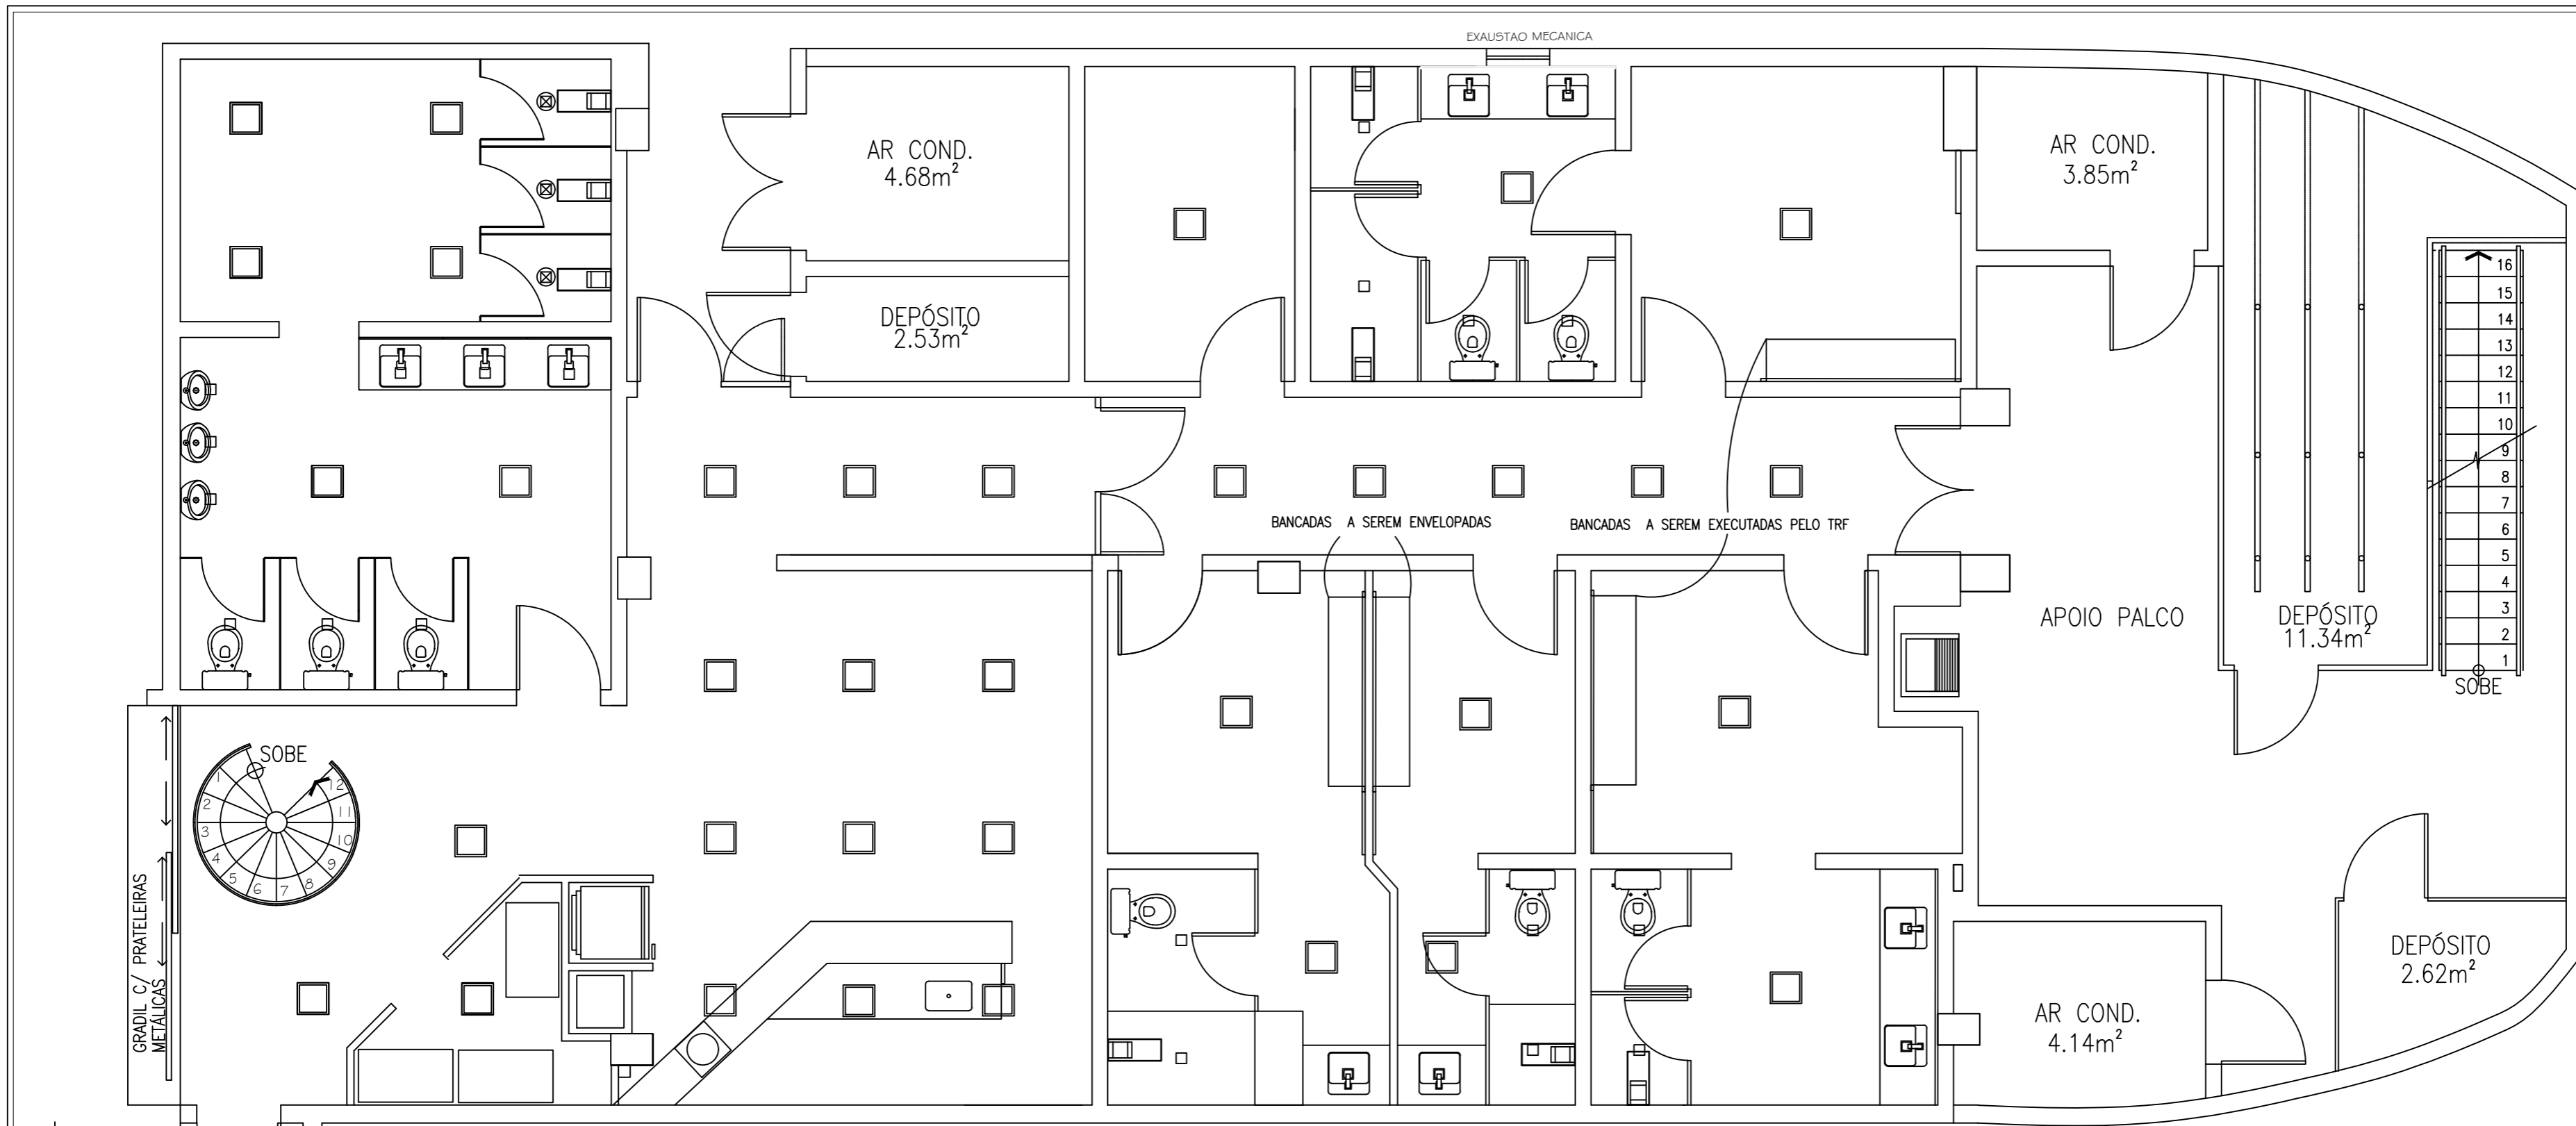 EXAUSTAO MECANICA
AR COND.
4.68m²
AR COND.
3.85m²
DEPÓSITO
2.53m²
16
15
14
13
12
11
10
9
8
7
6
5
4
3
2
1
SOBE
BANCADAS A SEREM ENVELOPADAS
BANCADAS A SEREM EXECUTADAS PELO TRF
APOIO PALCO
DEPÓSITO
11.34m²
SOBE
1
2
3
4
5
6
7
8
9
10
11
12
GRADIL C/ PRATELEIRAS
METÁLICAS
DEPÓSITO
2.62m²
AR COND.
4.14m²